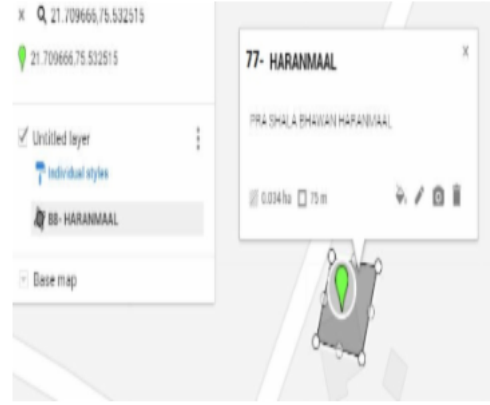 × 21.709666,75.532515
21.709666,75.532515
Untitled layer
Individual styles
88- HARANMAAL
Base map
77- HARANMAAL ×
PRA SHALA BHAWAN HARANMAAL
0.034 ha 75 m